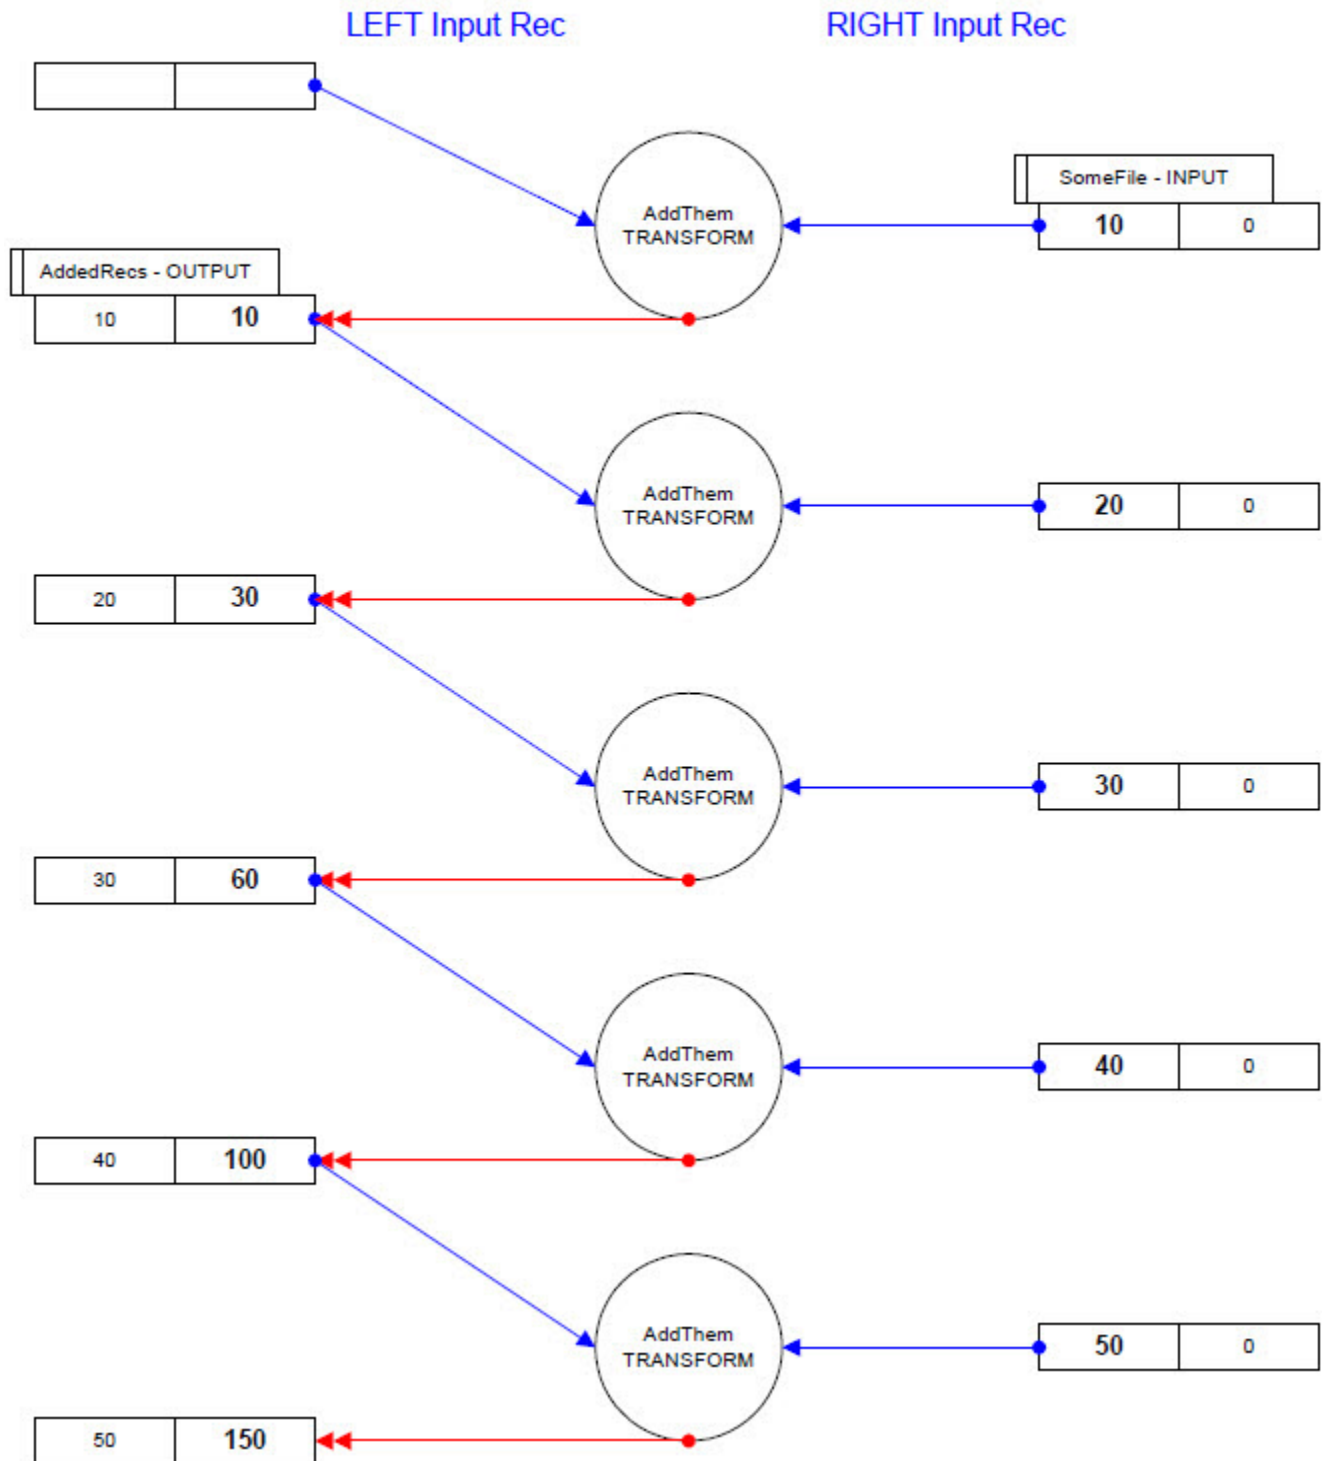 LEFT Input Rec
RIGHT Input Rec
AddThem
TRANSFORM
SomeFile - INPUT
10 0
AddedRecs - OUTPUT
10 10
AddThem
TRANSFORM
20 0
20 30
AddThem
TRANSFORM
30 0
30 60
AddThem
TRANSFORM
40 0
40 100
AddThem
TRANSFORM
50 0
50 150